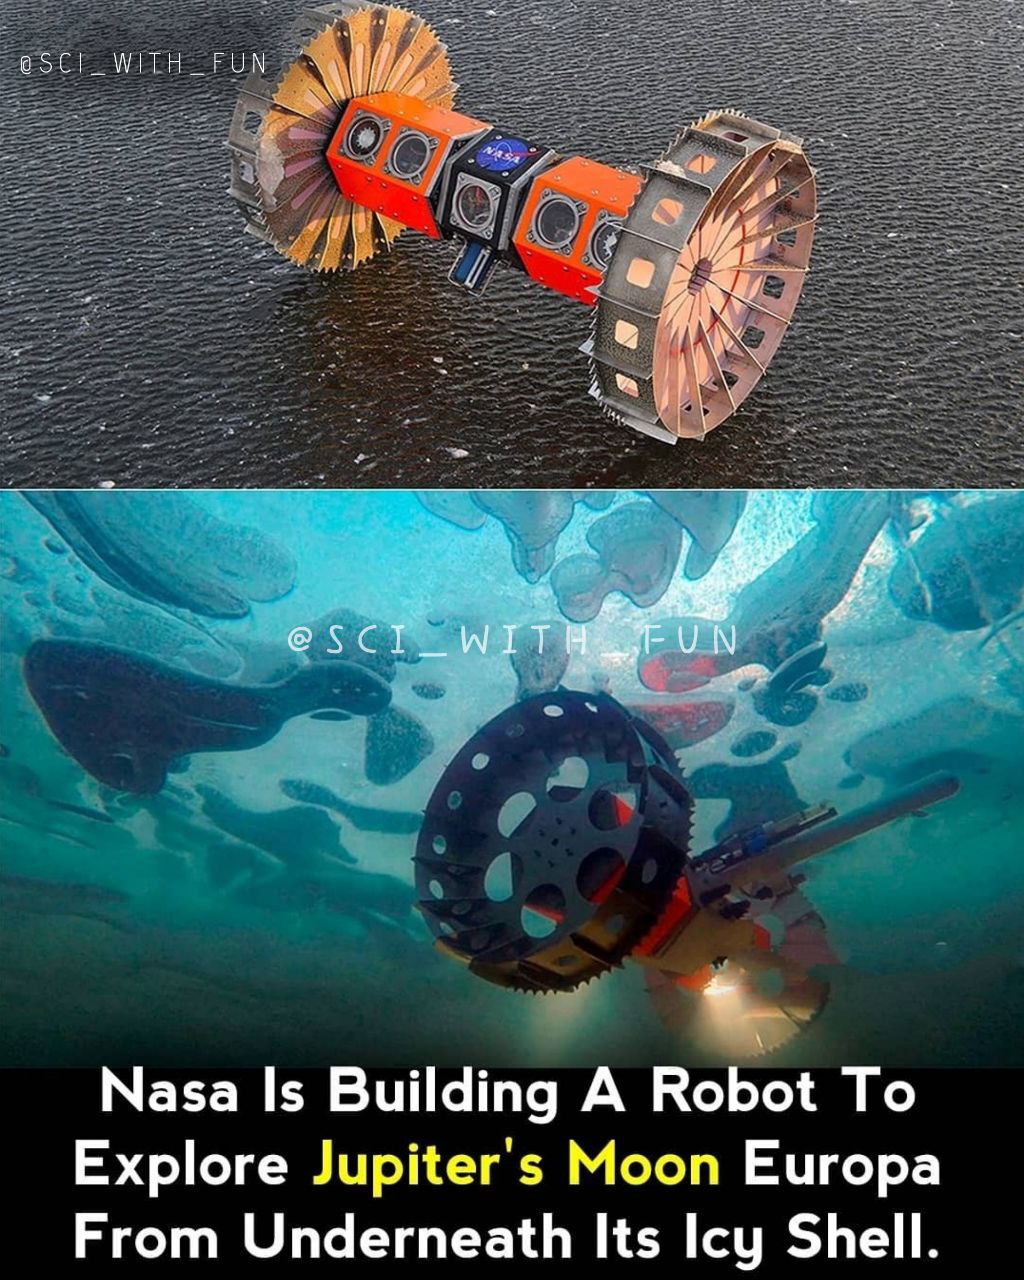 @SCI_WITH_FUN
NASA
@SCI_WITH_FUN
Nasa Is Building A Robot To
Explore Jupiter's Moon Europa
From Underneath Its Icy Shell.